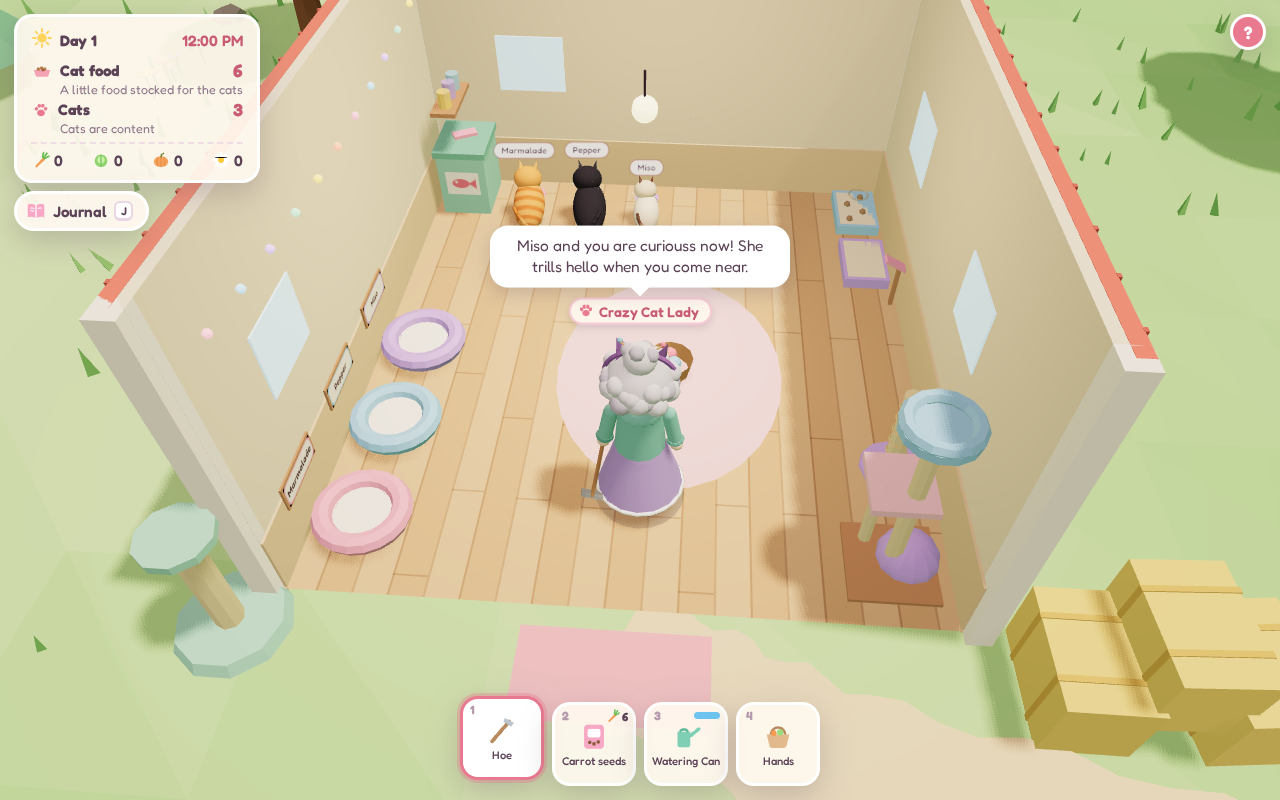 Day 1
12:00 PM
?
Cat food
6
A little food stocked for the cats
Cats
3
Cats are content
0
0
0
0
Journal
J
Marmalade
Pepper
Miso
Miso and you are curiouss now! She
trills hello when you come near.
Crazy Cat Lady
Miso
Pepper
Marmalade
1
Hoe
2
6
Carrot seeds
3
Watering Can
4
Hands